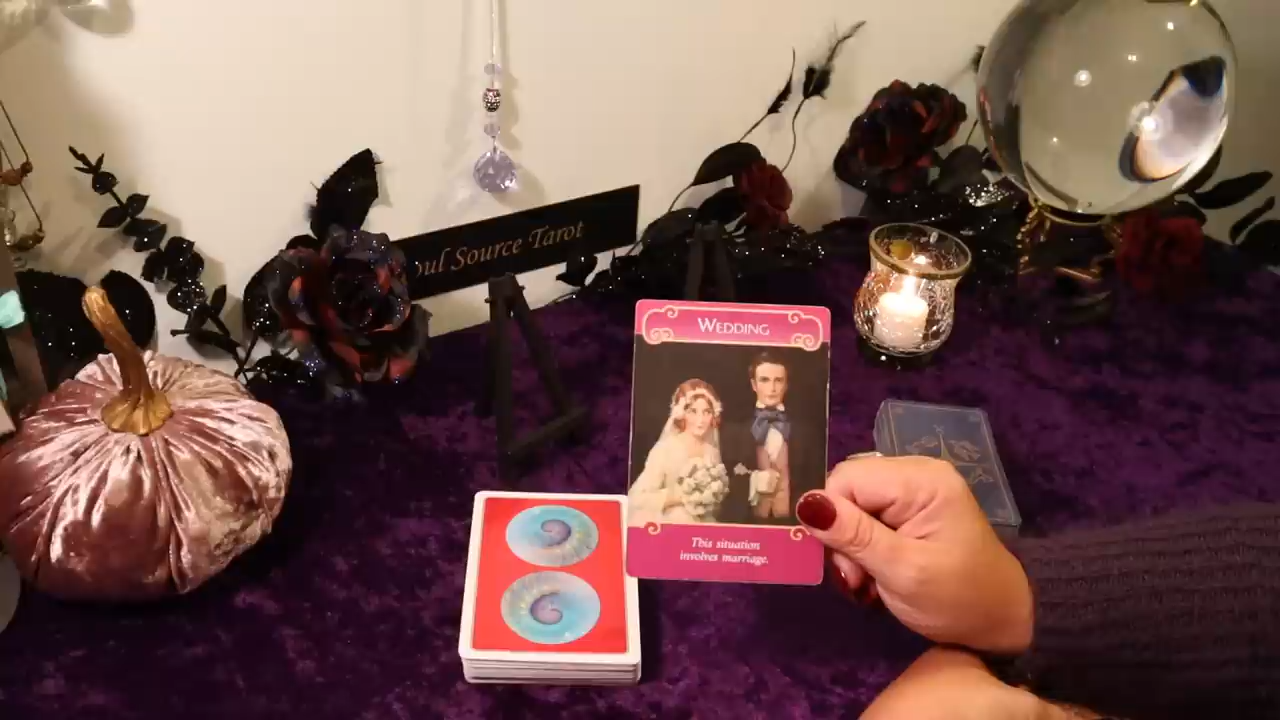 oul Source Tarot
WEDDING
This situation
involves marriage.